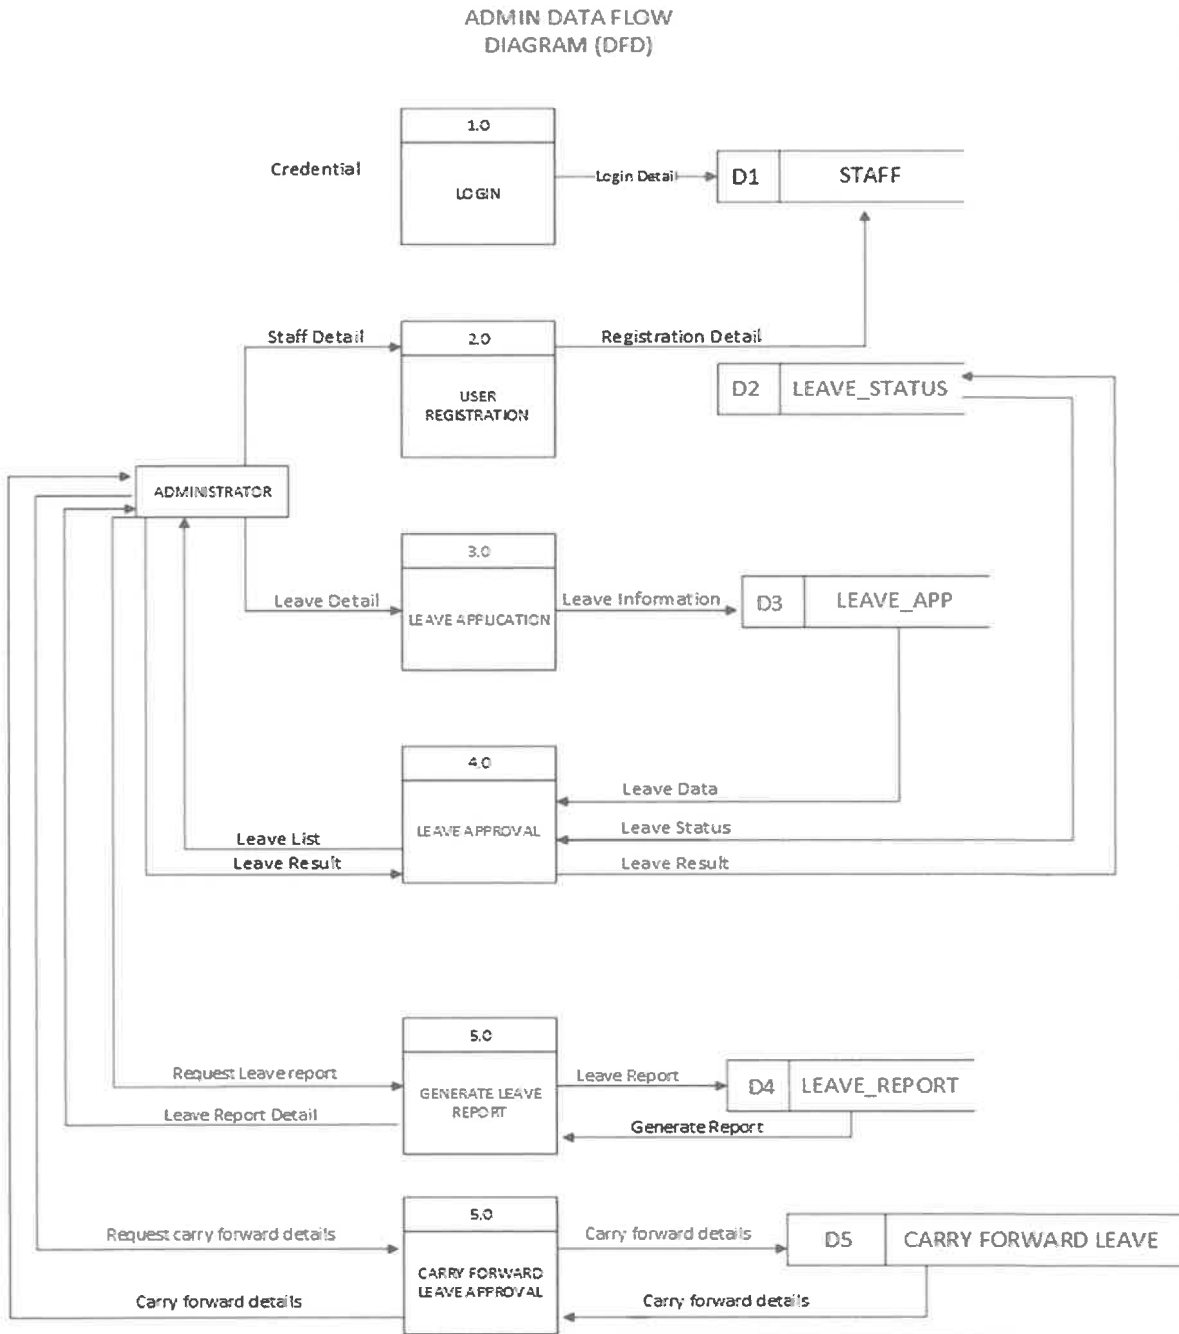 ADMIN DATA FLOW
DIAGRAM (DFD)
1.0
Credential
LOGIN
Login Detail
D1
STAFF
Staff Detail
2.0
Registration Detail
USER
REGISTRATION
D2
LEAVE_STATUS
ADMINISTRATOR
3.0
Leave Detail
LEAVE APPLICATION
Leave Information
D3
LEAVE_APP
4.0
Leave Data
LEAVE APPROVAL
Leave Status
Leave List
Leave Result
Leave Result
5.0
Request Leave report
GENERATE LEAVE
REPORT
Leave Report
D4
LEAVE_REPORT
Leave Report Detail
Generate Report
5.0
Request carry forward details
Carry forward details
D5
CARRY FORWARD LEAVE
CARRY FORWARD
LEAVE APPROVAL
Carry forward details
Carry forward details